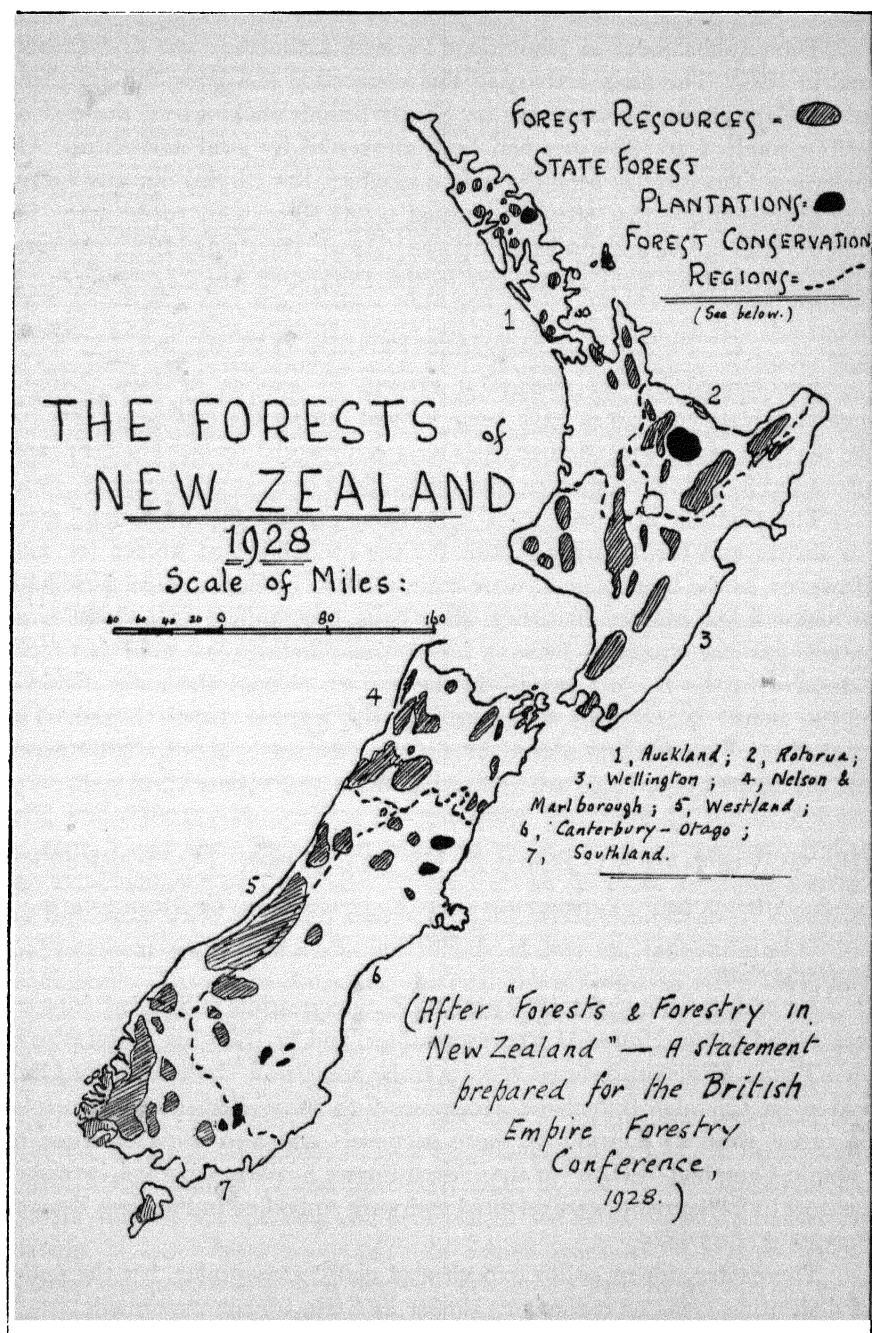 FOREST RESOURCES =
STATE FOREST
PLANTATIONS =
FOREST CONSERVATION
REGIONS =
(See below.)
1
2
THE FORESTS of
NEW ZEALAND
1928
Scale of Miles:
80 60 40 20 0 80 160
3
4
1, Auckland; 2, Rotorua;
3, Wellington; 4, Nelson &
Marlborough; 5, Westland;
6, Canterbury-Otago;
7, Southland.
5
6
(After "Forests & Forestry in
New Zealand" — A statement
prepared for the British
Empire Forestry
Conference,
1928.)
7